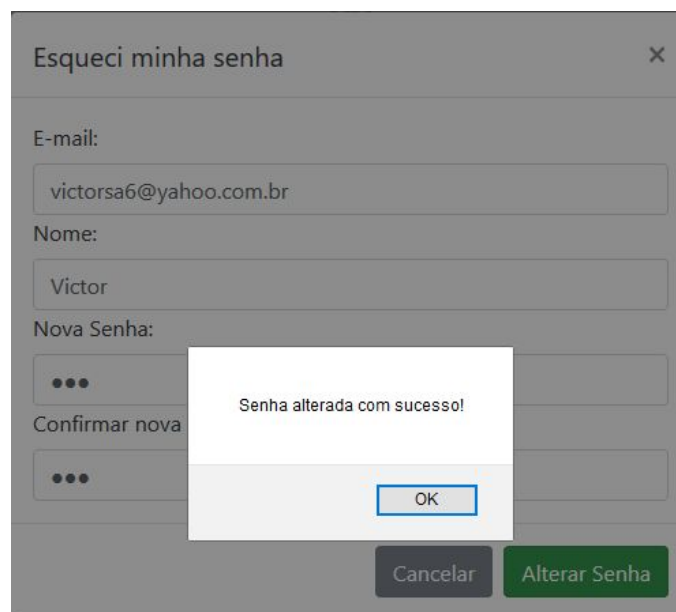 Esqueci minha senha ×
E-mail:
victorsa6@yahoo.com.br
Nome:
Victor
Nova Senha:
●●●
Senha alterada com sucesso!
Confirmar nova
●●●
OK
Cancelar Alterar Senha